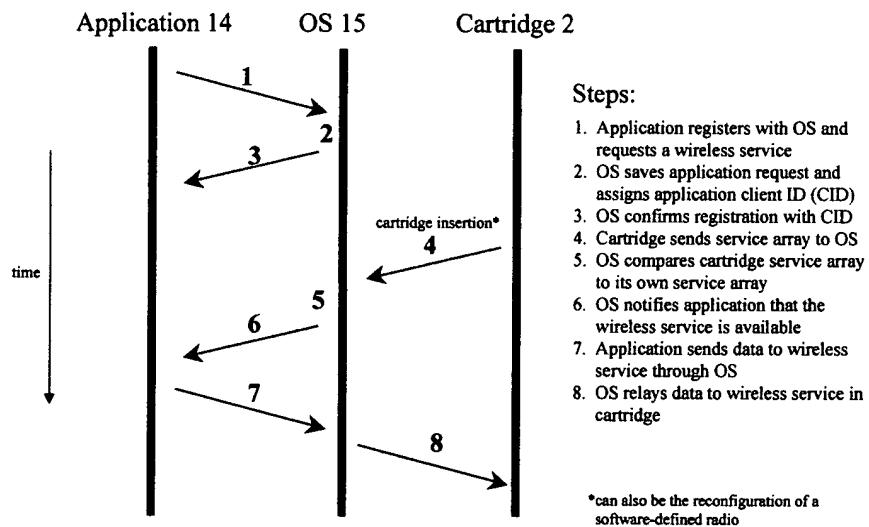 Application 14
OS 15
Cartridge 2
1
2
3
cartridge insertion*
4
time
5
6
7
8
Steps:
1. Application registers with OS and
requests a wireless service
2. OS saves application request and
assigns application client ID (CID)
3. OS confirms registration with CID
4. Cartridge sends service array to OS
5. OS compares cartridge service array
to its own service array
6. OS notifies application that the
wireless service is available
7. Application sends data to wireless
service through OS
8. OS relays data to wireless service in
cartridge
*can also be the reconfiguration of a
software-defined radio